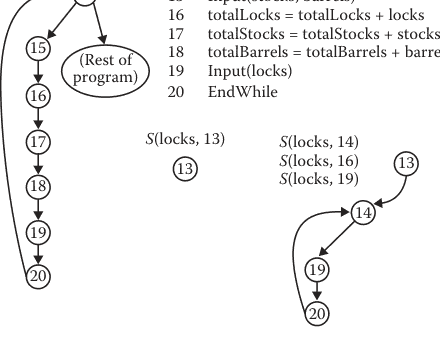 16 totalLocks = totalLocks + locks
17 totalStocks = totalStocks + stocks
18 totalBarrels = totalBarrels +
19 Input(locks)
20 EndWhile
15
(Rest of
program)
16
17
18
19
20
S(locks, 13)
13
S(locks, 14)
S(locks, 16)
S(locks, 19)
13
14
19
20